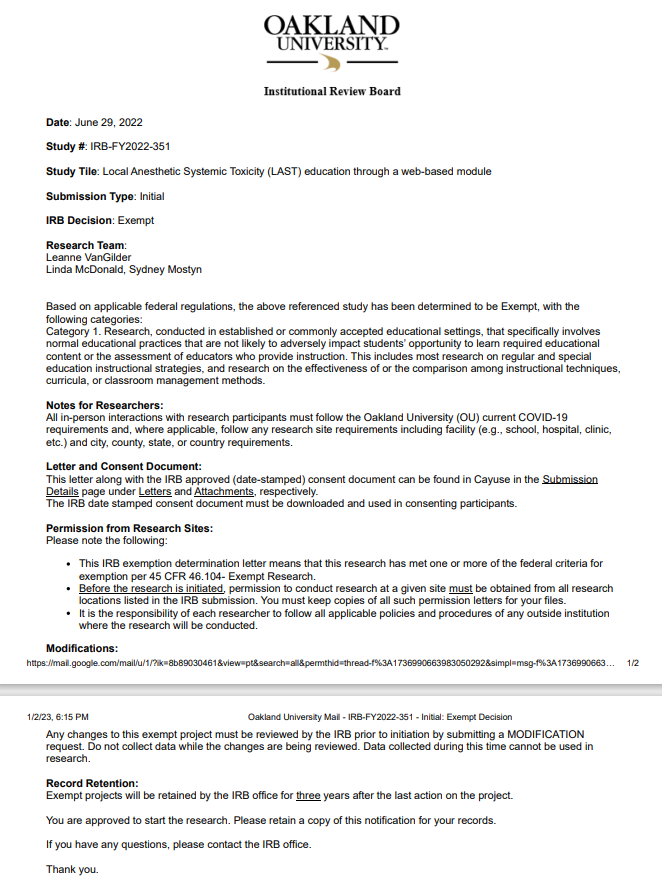 OAKLAND
UNIVERSITY™
Institutional Review Board
Date: June 29, 2022
Study #: IRB-FY2022-351
Study Tile: Local Anesthetic Systemic Toxicity (LAST) education through a web-based module
Submission Type: Initial
IRB Decision: Exempt
Research Team:
Leanne VanGilder
Linda McDonald, Sydney Mostyn
Based on applicable federal regulations, the above referenced study has been determined to be Exempt, with the
following categories:
Category 1. Research, conducted in established or commonly accepted educational settings, that specifically involves
normal educational practices that are not likely to adversely impact students' opportunity to learn required educational
content or the assessment of educators who provide instruction. This includes most research on regular and special
education instructional strategies, and research on the effectiveness of or the comparison among instructional techniques,
curricula, or classroom management methods.
Notes for Researchers:
All in-person interactions with research participants must follow the Oakland University (OU) current COVID-19
requirements and, where applicable, follow any research site requirements including facility (e.g., school, hospital, clinic,
etc.) and city, county, state, or country requirements.
Letter and Consent Document:
This letter along with the IRB approved (date-stamped) consent document can be found in Cayuse in the Submission
Details page under Letters and Attachments, respectively.
The IRB date stamped consent document must be downloaded and used in consenting participants.
Permission from Research Sites:
Please note the following:
• This IRB exemption determination letter means that this research has met one or more of the federal criteria for
exemption per 45 CFR 46.104- Exempt Research.
• Before the research is initiated, permission to conduct research at a given site must be obtained from all research
locations listed in the IRB submission. You must keep copies of all such permission letters for your files.
• It is the responsibility of each researcher to follow all applicable policies and procedures of any outside institution
where the research will be conducted.
Modifications:
https://mail.google.com/mail/u/1/?ik=8b89030461&view=pt&search=all&permthid=thread-f%3A1736990663983050292&simpl=msg-f%3A1736990663... 1/2
1/2/23, 6:15 PM Oakland University Mail - IRB-FY2022-351 - Initial: Exempt Decision
Any changes to this exempt project must be reviewed by the IRB prior to initiation by submitting a MODIFICATION
request. Do not collect data while the changes are being reviewed. Data collected during this time cannot be used in
research.
Record Retention:
Exempt projects will be retained by the IRB office for three years after the last action on the project.
You are approved to start the research. Please retain a copy of this notification for your records.
If you have any questions, please contact the IRB office.
Thank you.